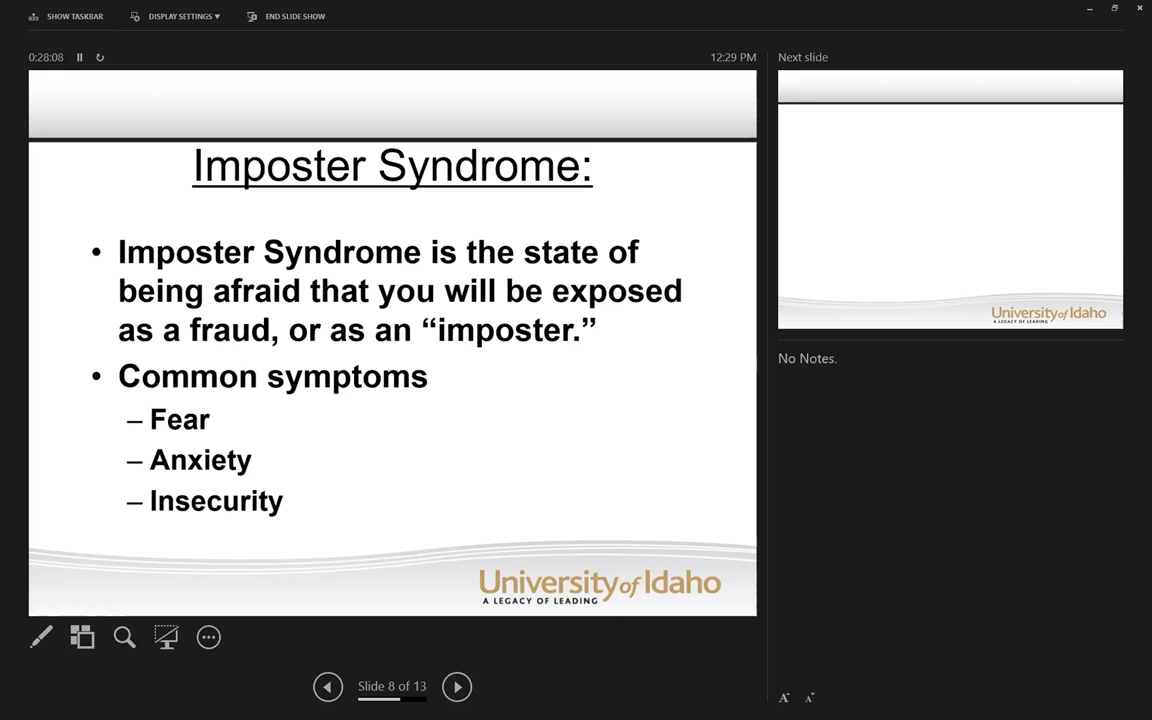 SHOW TASKBAR
DISPLAY SETTINGS ▼
END SLIDE SHOW
0:28:08
12:29 PM
Next slide
Imposter Syndrome:
• Imposter Syndrome is the state of
being afraid that you will be exposed
as a fraud, or as an “imposter.”
• Common symptoms
– Fear
– Anxiety
– Insecurity
University of Idaho
A LEGACY OF LEADING
University of Idaho
A LEGACY OF LEADING
No Notes.
Slide 8 of 13
A
A